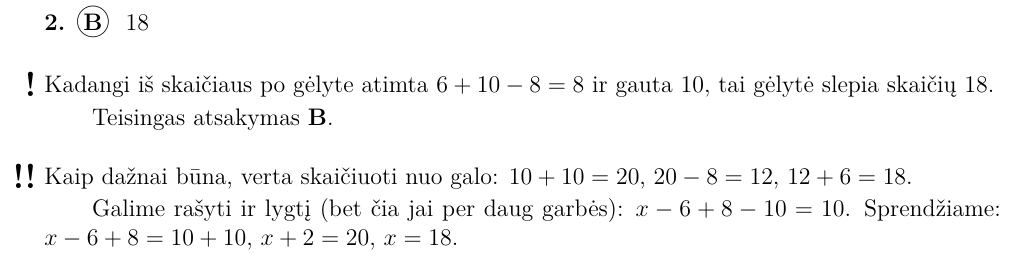 2. B 18
! Kadangi iš skaičiaus po gėlyte atimta 6 + 10 − 8 = 8 ir gauta 10, tai gėlytė slepia skaičių 18.
Teisingas atsakymas B.
!! Kaip dažnai būna, verta skaičiuoti nuo galo: 10 + 10 = 20, 20 − 8 = 12, 12 + 6 = 18.
Galime rašyti ir lygtį (bet čia jai per daug garbės): x − 6 + 8 − 10 = 10. Sprendžiame:
x − 6 + 8 = 10 + 10, x + 2 = 20, x = 18.